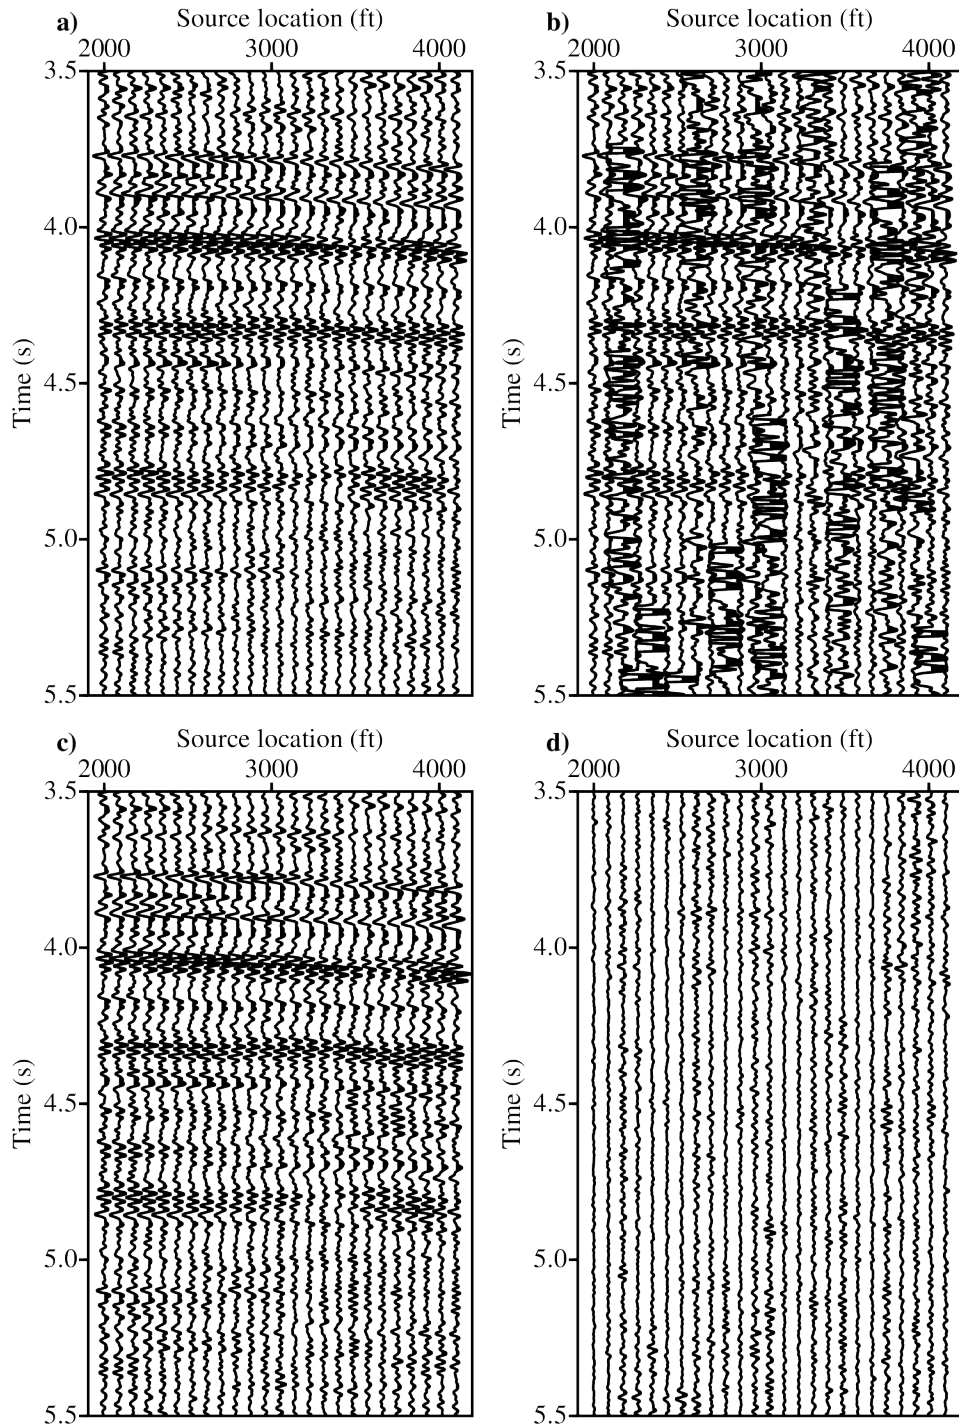 a) Source location (ft)
2000 3000 4000
3.5
4.0
4.5
5.0
5.5
Time (s)
b) Source location (ft)
2000 3000 4000
3.5
4.0
4.5
5.0
5.5
Time (s)
c) Source location (ft)
2000 3000 4000
3.5
4.0
4.5
5.0
5.5
Time (s)
d) Source location (ft)
2000 3000 4000
3.5
4.0
4.5
5.0
5.5
Time (s)